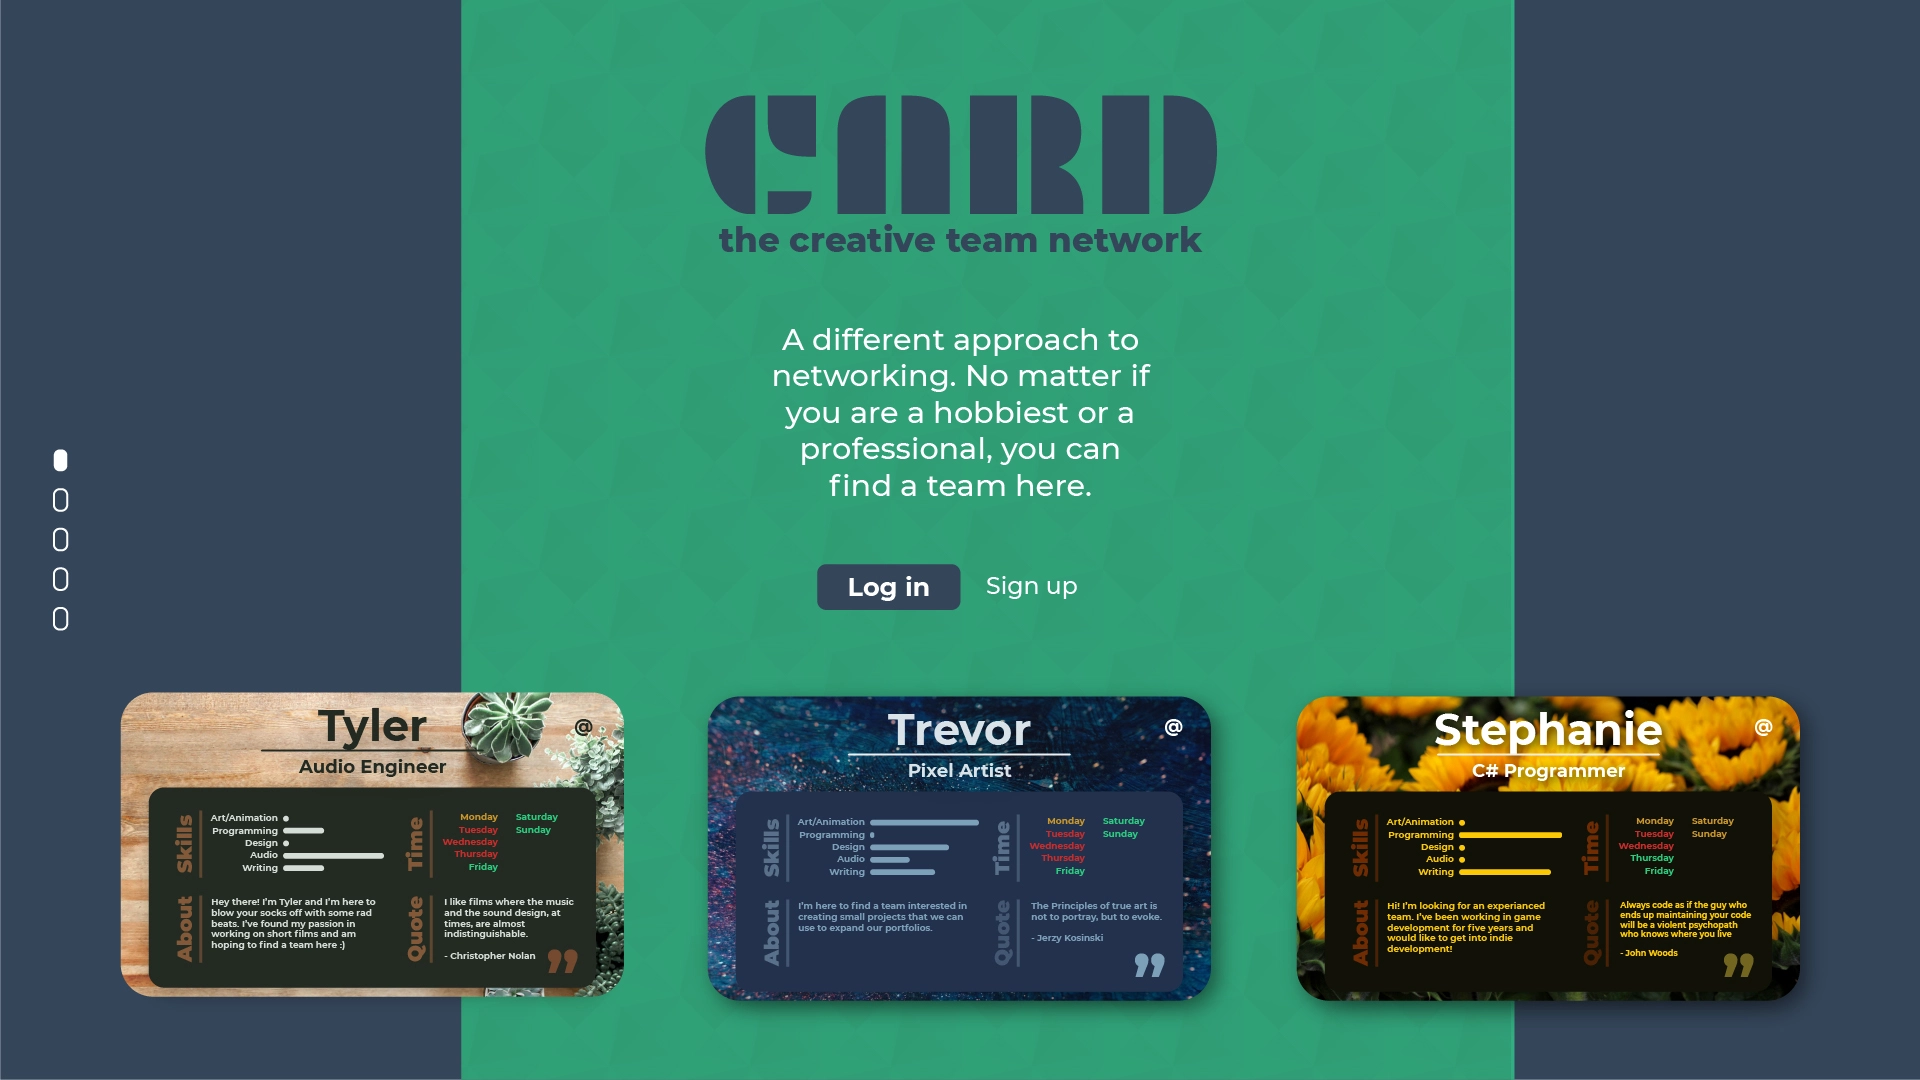 CARD
the creative team network
A different approach to
networking. No matter if
you are a hobbiest or a
professional, you can
find a team here.
Log in
Sign up
Tyler
@
Audio Engineer
Skills
Art/Animation
Programming
Design
Audio
Writing
Time
Monday
Tuesday
Wednesday
Thursday
Friday
Saturday
Sunday
About
Hey there! I'm Tyler and I'm here to
blow your socks off with some rad
beats. I've found my passion in
working on short films and am
hoping to find a team here :)
Quote
I like films where the music
and the sound design, at
times, are almost
indistinguishable.
- Christopher Nolan
”
Trevor
@
Pixel Artist
Skills
Art/Animation
Programming
Design
Audio
Writing
Time
Monday
Tuesday
Wednesday
Thursday
Friday
Saturday
Sunday
About
I'm here to find a team interested in
creating small projects that we can
use to expand our portfolios.
Quote
The Principles of true art is
not to portray, but to evoke.
- Jerzy Kosinski
”
Stephanie
@
C# Programmer
Skills
Art/Animation
Programming
Design
Audio
Writing
Time
Monday
Tuesday
Wednesday
Thursday
Friday
Saturday
Sunday
About
Hi! I'm looking for an experianced
team. I've been working in game
development for five years and
would like to get into indie
development!
Quote
Always code as if the guy who
ends up maintaining your code
will be a violent psychopath
who knows where you live
- John Woods
”